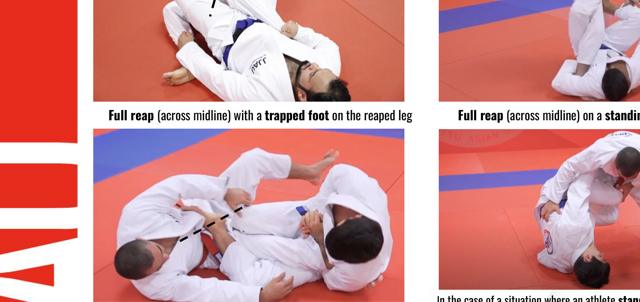 Full reap (across midline) with a trapped foot on the reaped leg
Full reap (across midline) on a standin
In the case of a situation where an athlete stan